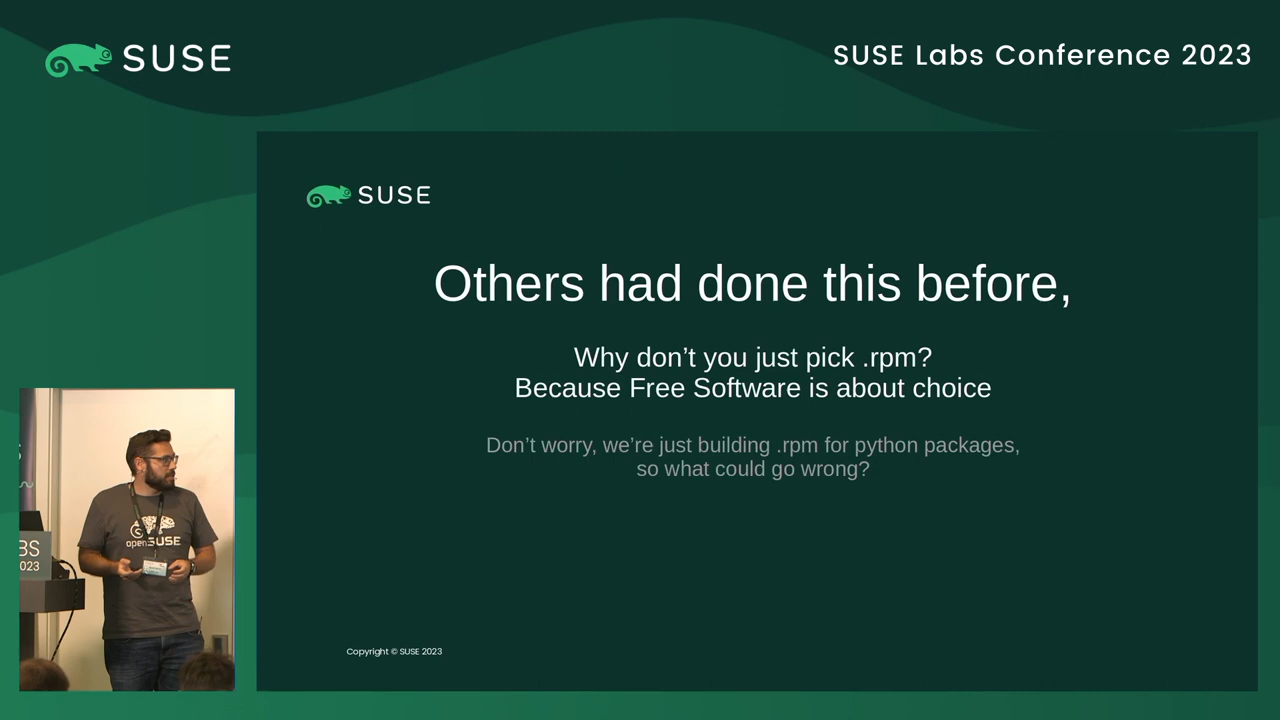 SUSE
SUSE Labs Conference 2023
SUSE
Others had done this before,
Why don’t you just pick .rpm?
Because Free Software is about choice
Don’t worry, we’re just building .rpm for python packages,
so what could go wrong?
Copyright © SUSE 2023
openSUSE
BS
023